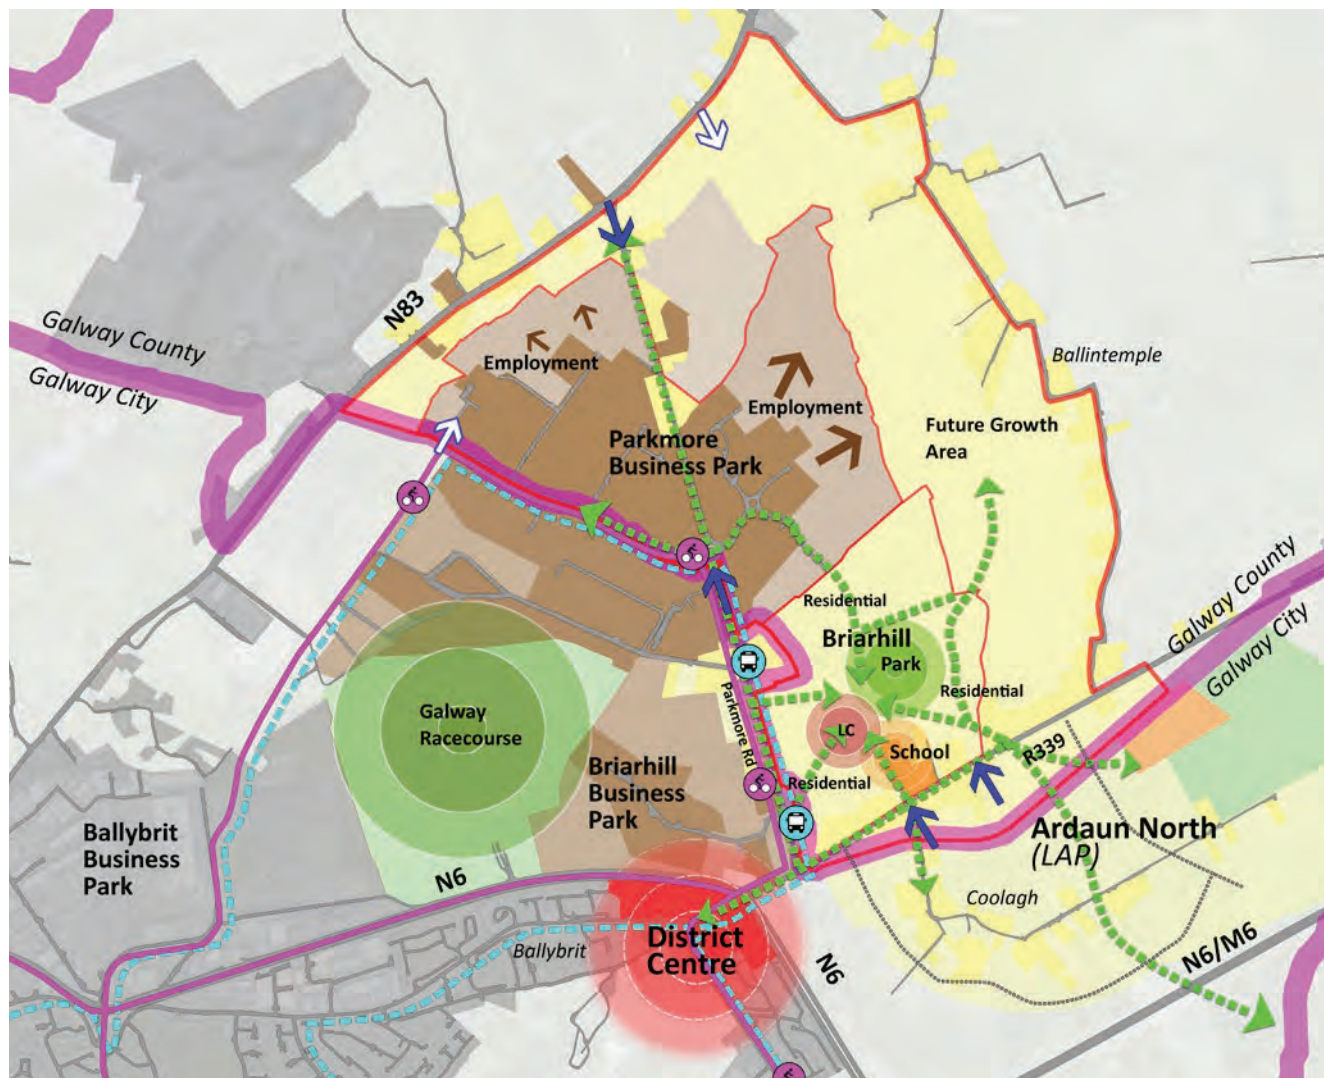 N83
Galway County
Galway City
Employment
Employment
Ballintemple
Parkmore
Business Park
Future Growth
Area
Galway County
Galway City
Residential
Briarhill
Park
Residential
Galway
Racecourse
Parkmore Rd
LC
School
R339
Residential
Briarhill
Business
Park
Ballybrit
Business
Park
Ardaun North
(LAP)
N6
Coolagh
Ballybrit
District
Centre
N6
N6/M6